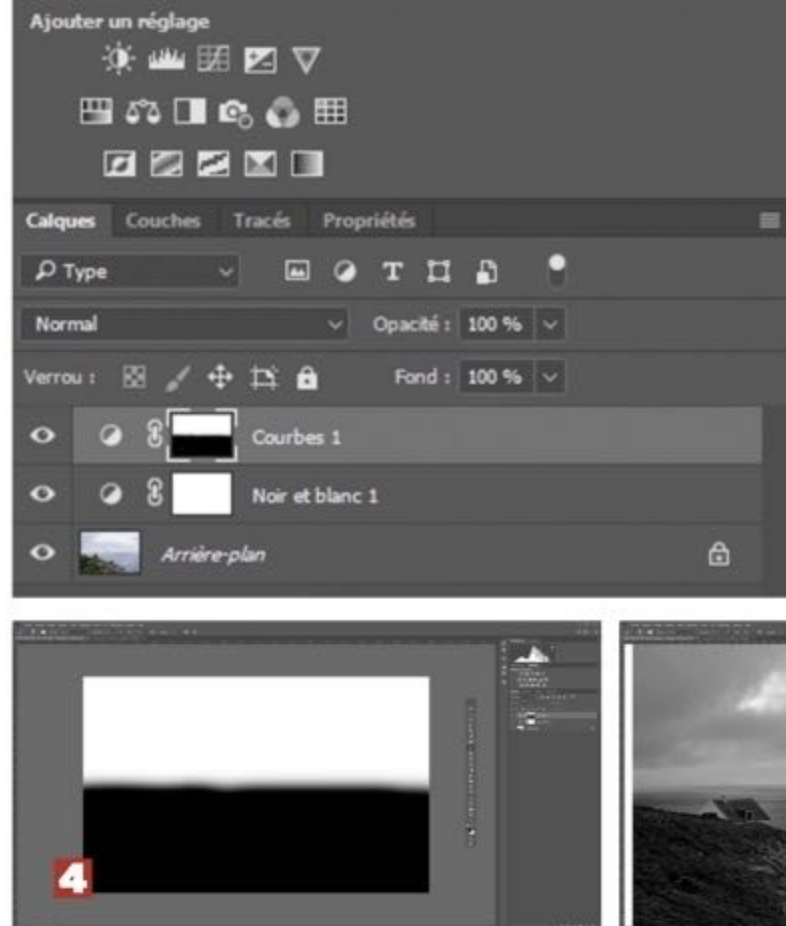 Ajouter un réglage
Calques Couches Tracés Propriétés
Type
Normal Opacité : 100 %
Verrou : Fond : 100 %
Courbes 1
Noir et blanc 1
Arrière-plan
4